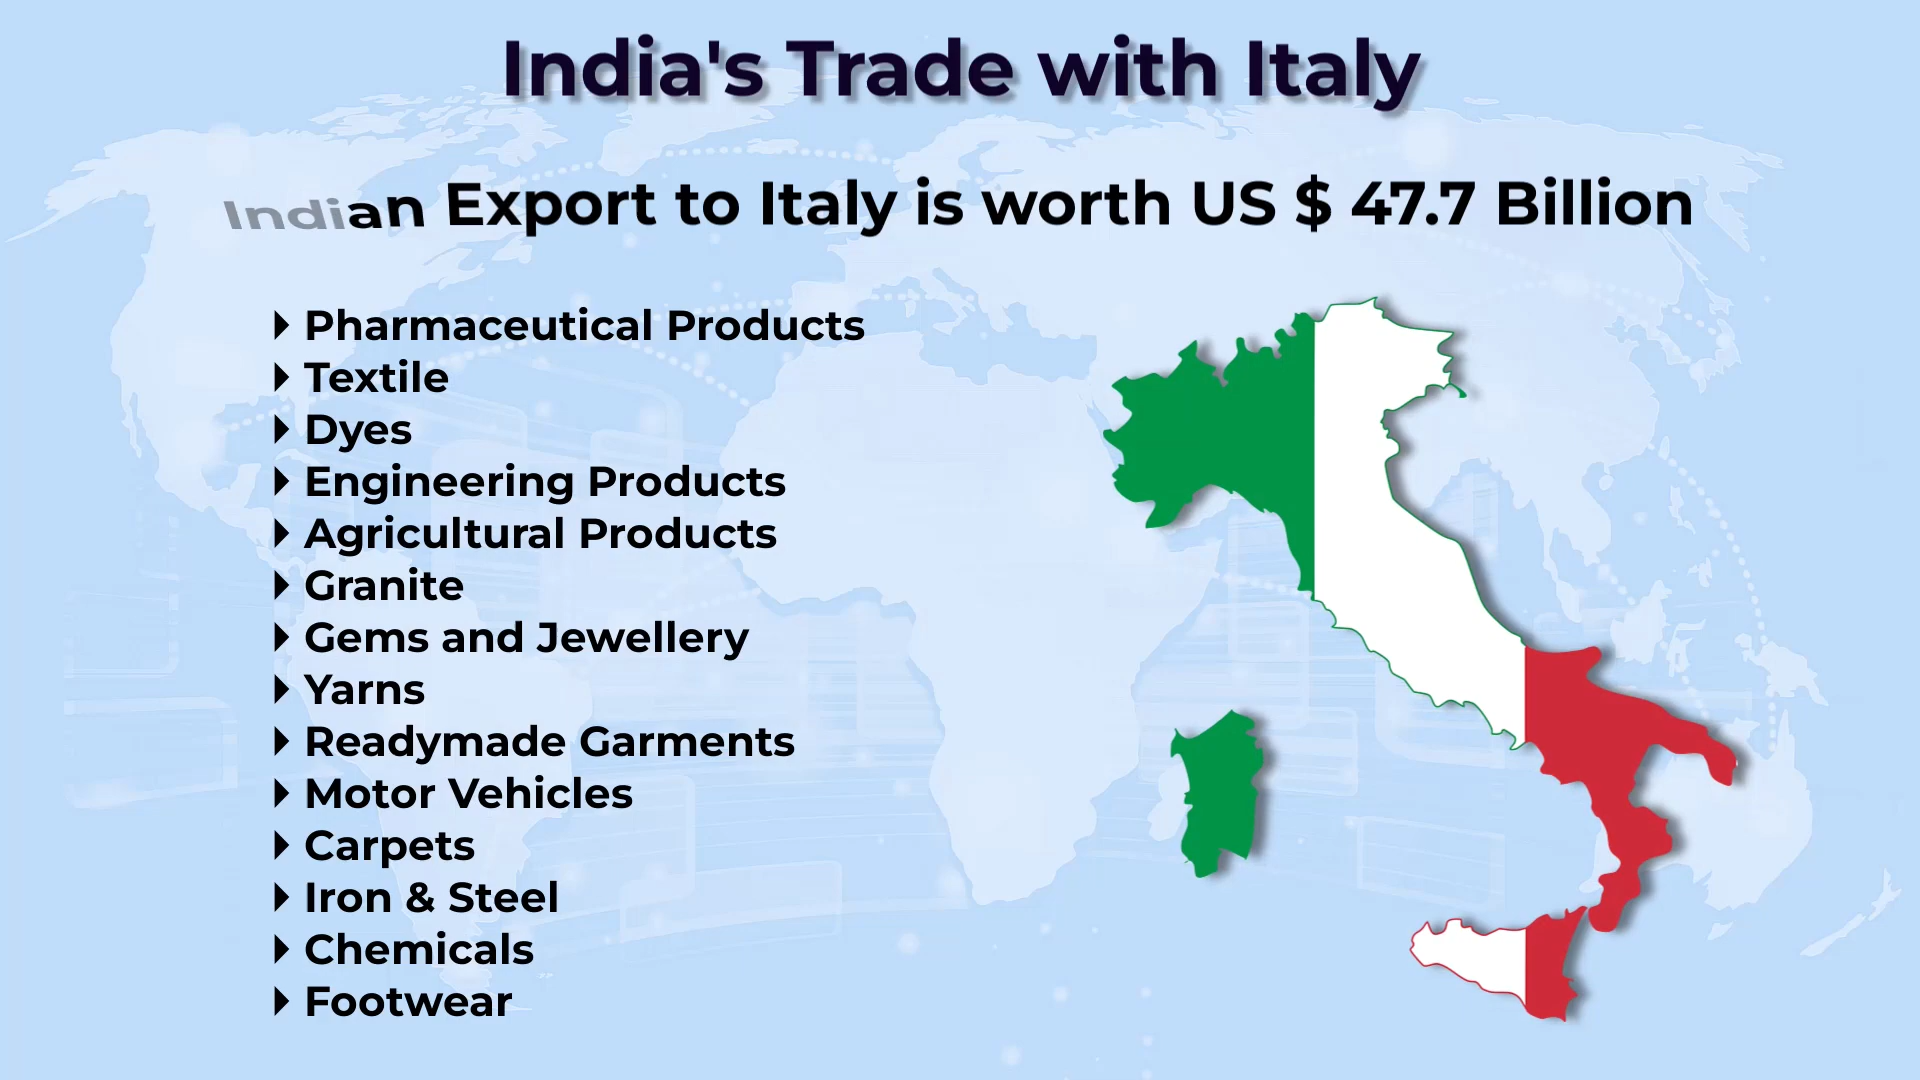 India's Trade with Italy
Indian Export to Italy is worth US $ 47.7 Billion
Pharmaceutical Products
Textile
Dyes
Engineering Products
Agricultural Products
Granite
Gems and Jewellery
Yarns
Readymade Garments
Motor Vehicles
Carpets
Iron & Steel
Chemicals
Footwear